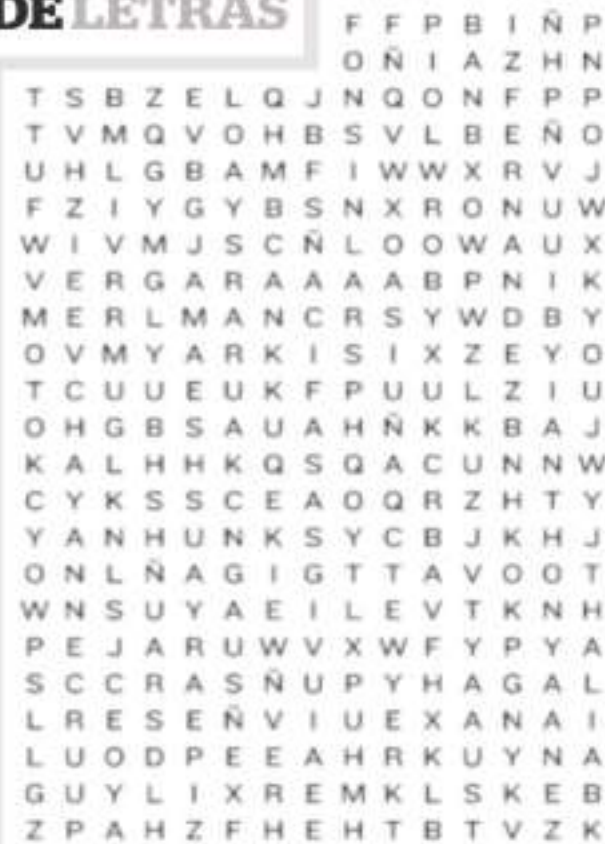 DE LETRAS
F F P B I Ñ P
O Ñ I A Z H N
T S B Z E L Q J N Q O N F P P
T V M Q V O H B S V L B E Ñ O
U H L G B A M F I W W X R V J
F Z I Y G Y B S N X R O N U W
W I V M J S C Ñ L O O W A U X
V E R G A R A A A A B P N I K
M E R L M A N C R S Y W D B Y
O V M Y A R K I S I X Z E Y O
T C U U E U K F P U U L Z I U
O H G B S A U A H Ñ K K B A J
K A L H H K Q S Q A C U N N W
C Y K S S C E A O Q R Z H T Y
Y A N H U N K S Y C B J K H J
O N L Ñ A G I G T T A V O O T
W N S U Y A E I L E V T K N H
P E J A R U W V X W F Y P Y A
S C C R A S Ñ U P Y H A G A L
L R E S E Ñ V I U E X A N A I
L U O D P E E A H R K U Y N A
G U Y L I X R E M K L S K E B
Z P A H Z F H E H T B T V Z K